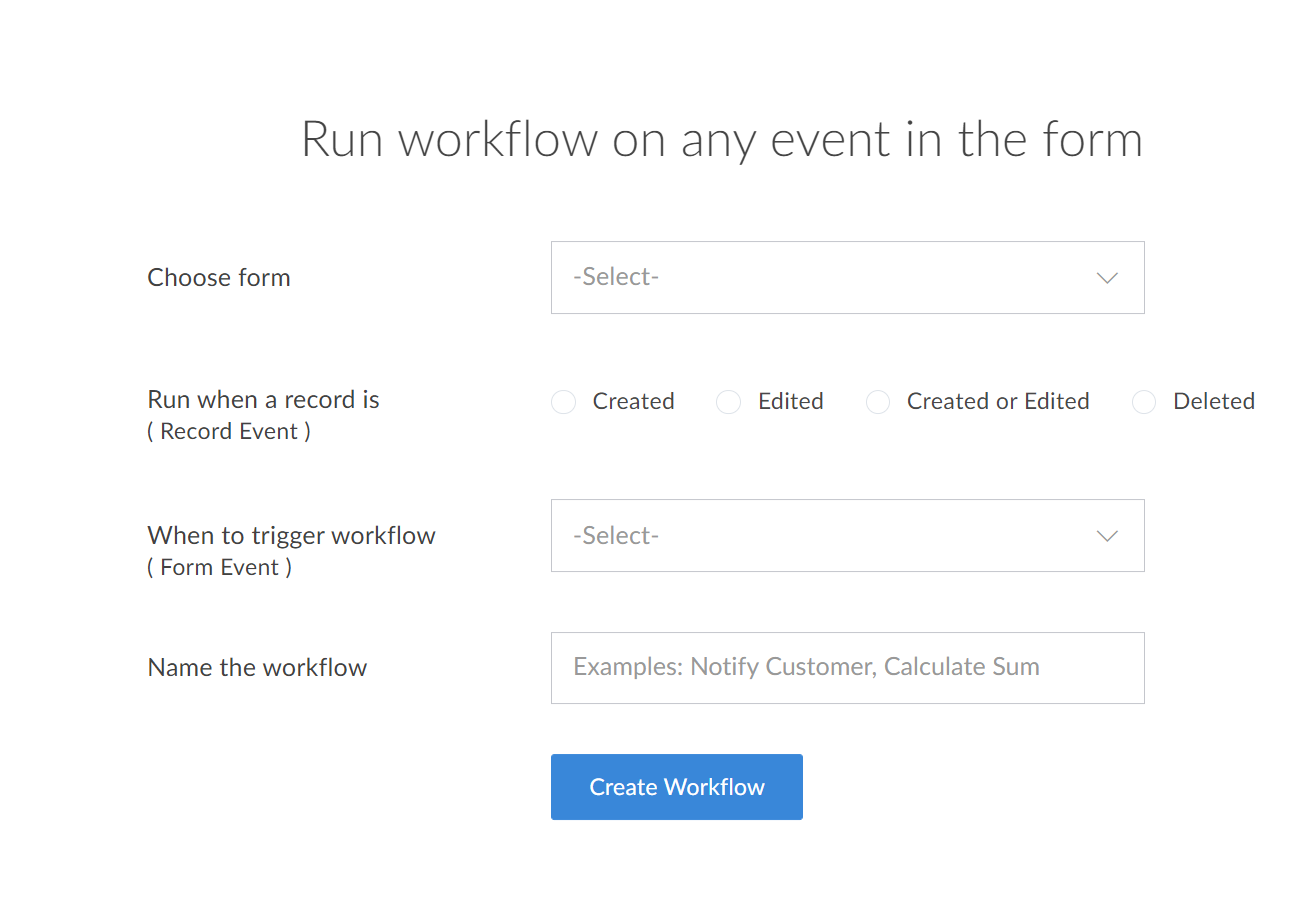 Run workflow on any event in the form
Choose form
-Select-
Run when a record is
( Record Event )
Created
Edited
Created or Edited
Deleted
When to trigger workflow
( Form Event )
-Select-
Name the workflow
Examples: Notify Customer, Calculate Sum
Create Workflow